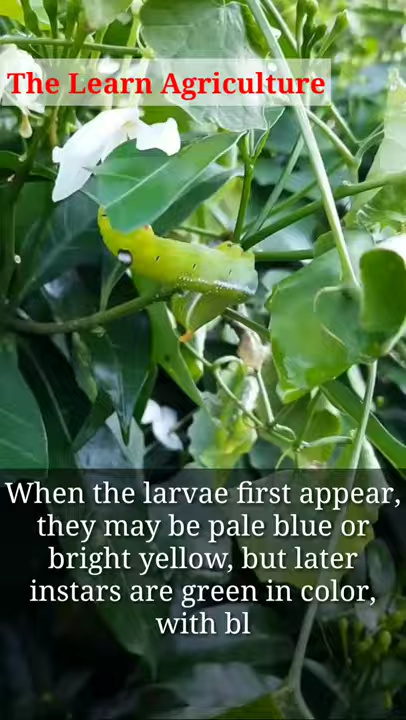 The Learn Agriculture
When the larvae first appear,
they may be pale blue or
bright yellow, but later
instars are green in color,
with bl